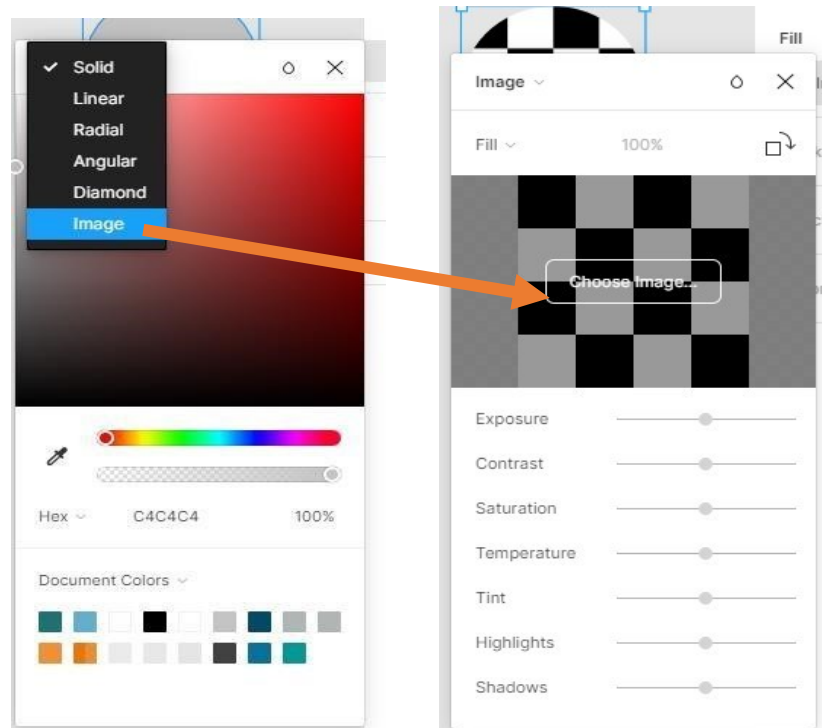 Solid
Linear
Radial
Angular
Diamond
Image
Hex C4C4C4 100%
Document Colors
Fill
Image
Fill 100%
Choose Image...
Exposure
Contrast
Saturation
Temperature
Tint
Highlights
Shadows